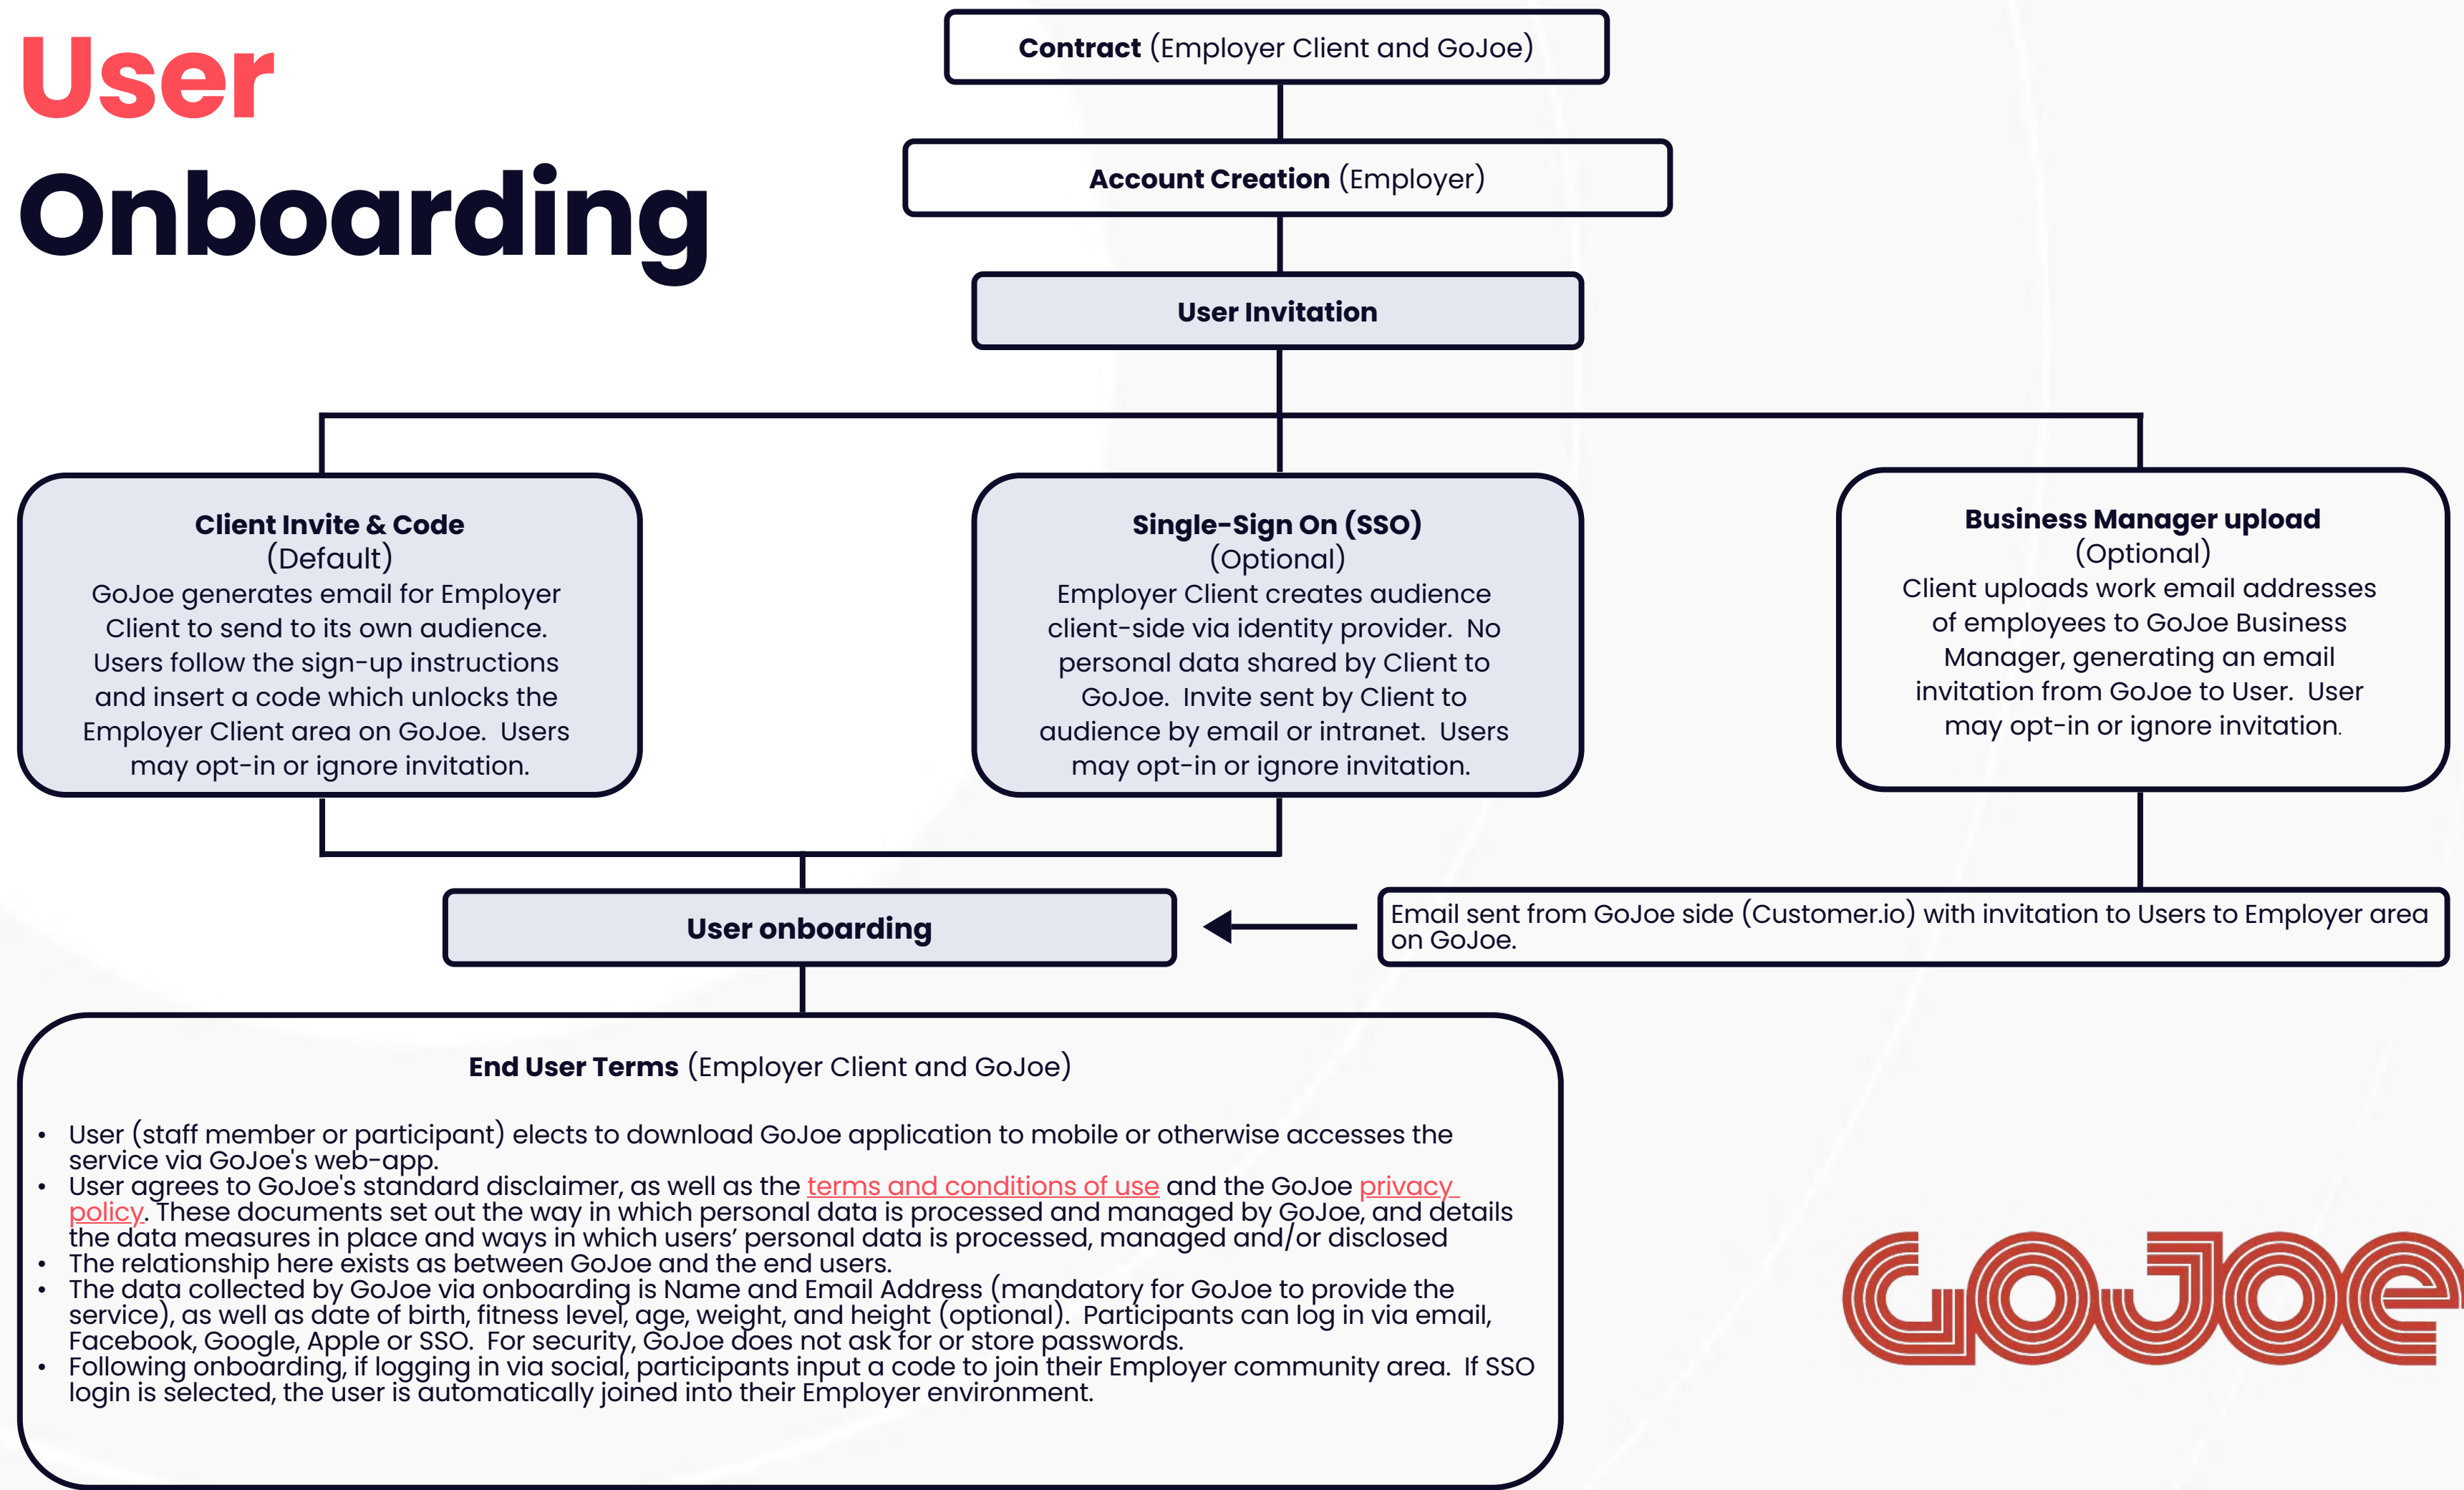 User
Onboarding
Contract (Employer Client and GoJoe)
Account Creation (Employer)
User Invitation
Client Invite & Code
(Default)
GoJoe generates email for Employer
Client to send to its own audience.
Users follow the sign-up instructions
and insert a code which unlocks the
Employer Client area on GoJoe.  Users
may opt-in or ignore invitation.
Single-Sign On (SSO)
(Optional)
Employer Client creates audience
client-side via identity provider.  No
personal data shared by Client to
GoJoe.  Invite sent by Client to
audience by email or intranet.  Users
may opt-in or ignore invitation.
Business Manager upload
(Optional)
Client uploads work email addresses
of employees to GoJoe Business
Manager, generating an email
invitation from GoJoe to User.  User
may opt-in or ignore invitation.
User onboarding
Email sent from GoJoe side (Customer.io) with invitation to Users to Employer area
on GoJoe.
End User Terms (Employer Client and GoJoe)
• User (staff member or participant) elects to download GoJoe application to mobile or otherwise accesses the
service via GoJoe's web-app.
• User agrees to GoJoe's standard disclaimer, as well as the terms and conditions of use and the GoJoe privacy
policy. These documents set out the way in which personal data is processed and managed by GoJoe, and details
the data measures in place and ways in which users’ personal data is processed, managed and/or disclosed
• The relationship here exists as between GoJoe and the end users.
• The data collected by GoJoe via onboarding is Name and Email Address (mandatory for GoJoe to provide the
service), as well as date of birth, fitness level, age, weight, and height (optional).  Participants can log in via email,
Facebook, Google, Apple or SSO.  For security, GoJoe does not ask for or store passwords.
• Following onboarding, if logging in via social, participants input a code to join their Employer community area.  If SSO
login is selected, the user is automatically joined into their Employer environment.
GOJOe